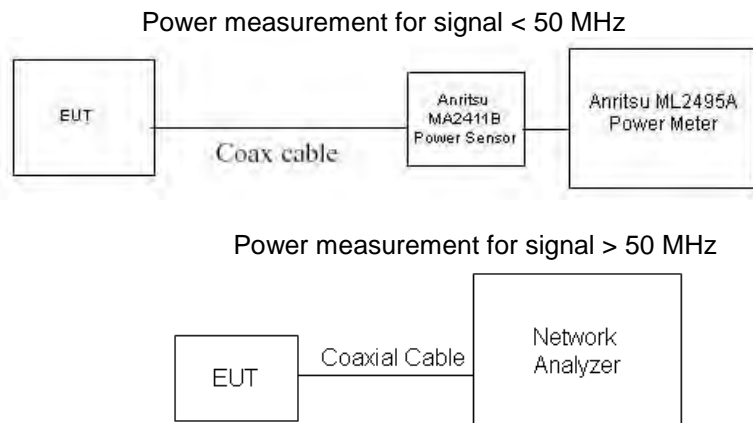 Power measurement for signal < 50 MHz
EUT
Coax cable
Anritsu
MA2411B
Power Sensor
Anritsu ML2495A
Power Meter
Power measurement for signal > 50 MHz
EUT
Coaxial Cable
Network
Analyzer